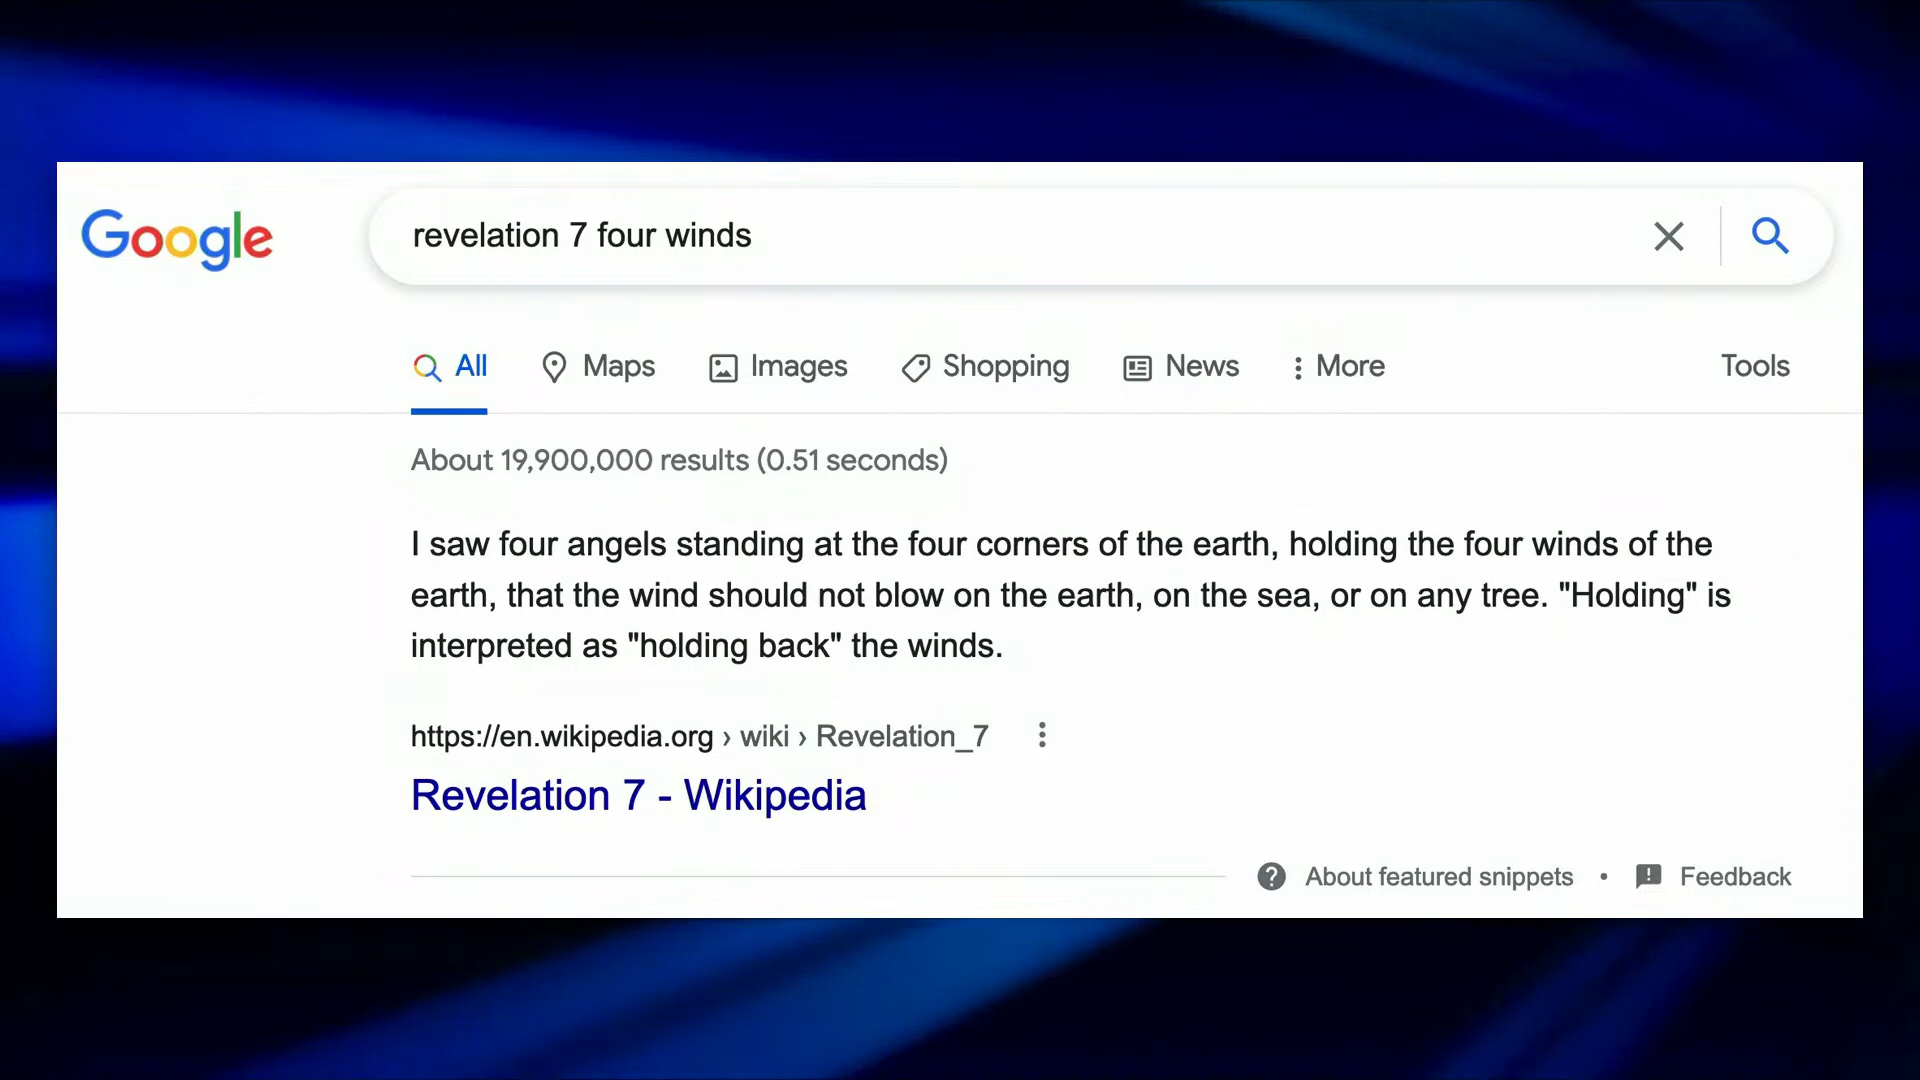 Google
revelation 7 four winds
All Maps Images Shopping News More Tools
About 19,900,000 results (0.51 seconds)
I saw four angels standing at the four corners of the earth, holding the four winds of the
earth, that the wind should not blow on the earth, on the sea, or on any tree. "Holding" is
interpreted as "holding back" the winds.
https://en.wikipedia.org › wiki › Revelation_7
Revelation 7 - Wikipedia
About featured snippets • Feedback